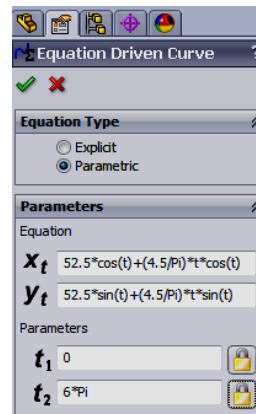 Equation Driven Curve ?
Equation Type
Explicit
Parametric
Parameters
Equation
Xt 52.5*cos(t)+(4.5/Pi)*t*cos(t)
yt 52.5*sin(t)+(4.5/Pi)*t*sin(t)
Parameters
t1 0
t2 6*Pi